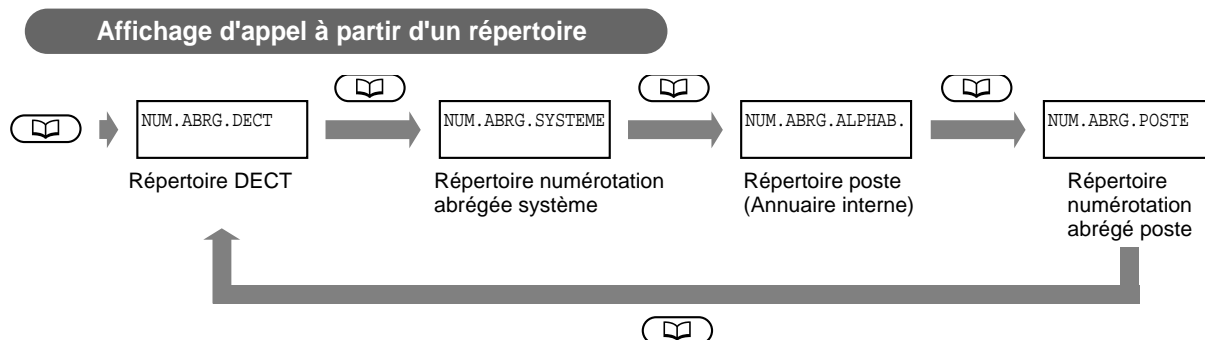 Affichage d'appel à partir d'un répertoire
NUM.ABRG.DECT
NUM.ABRG.SYSTEME
NUM.ABRG.ALPHAB.
NUM.ABRG.POSTE
Répertoire DECT
Répertoire numérotation
abrégée système
Répertoire poste
(Annuaire interne)
Répertoire
numérotation
abrégé poste